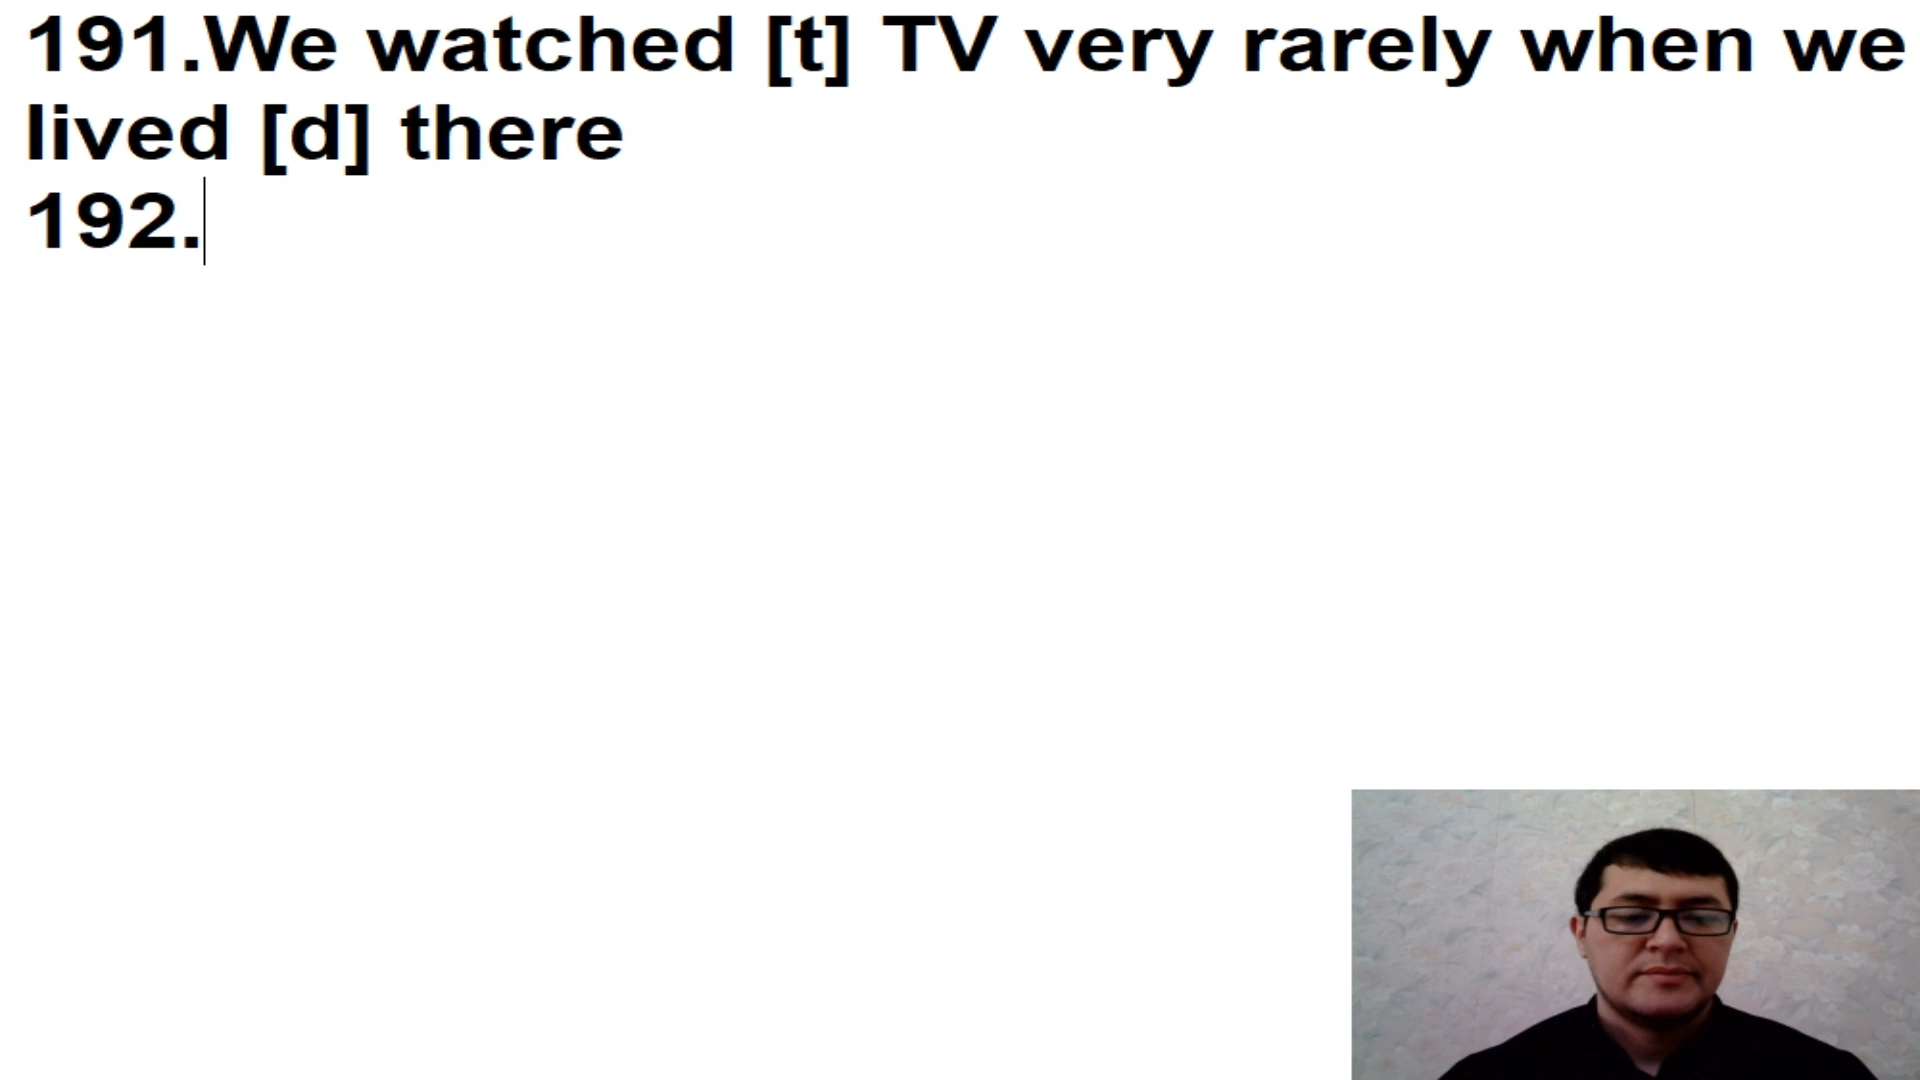 191.We watched [t] TV very rarely when we
lived [d] there
192.